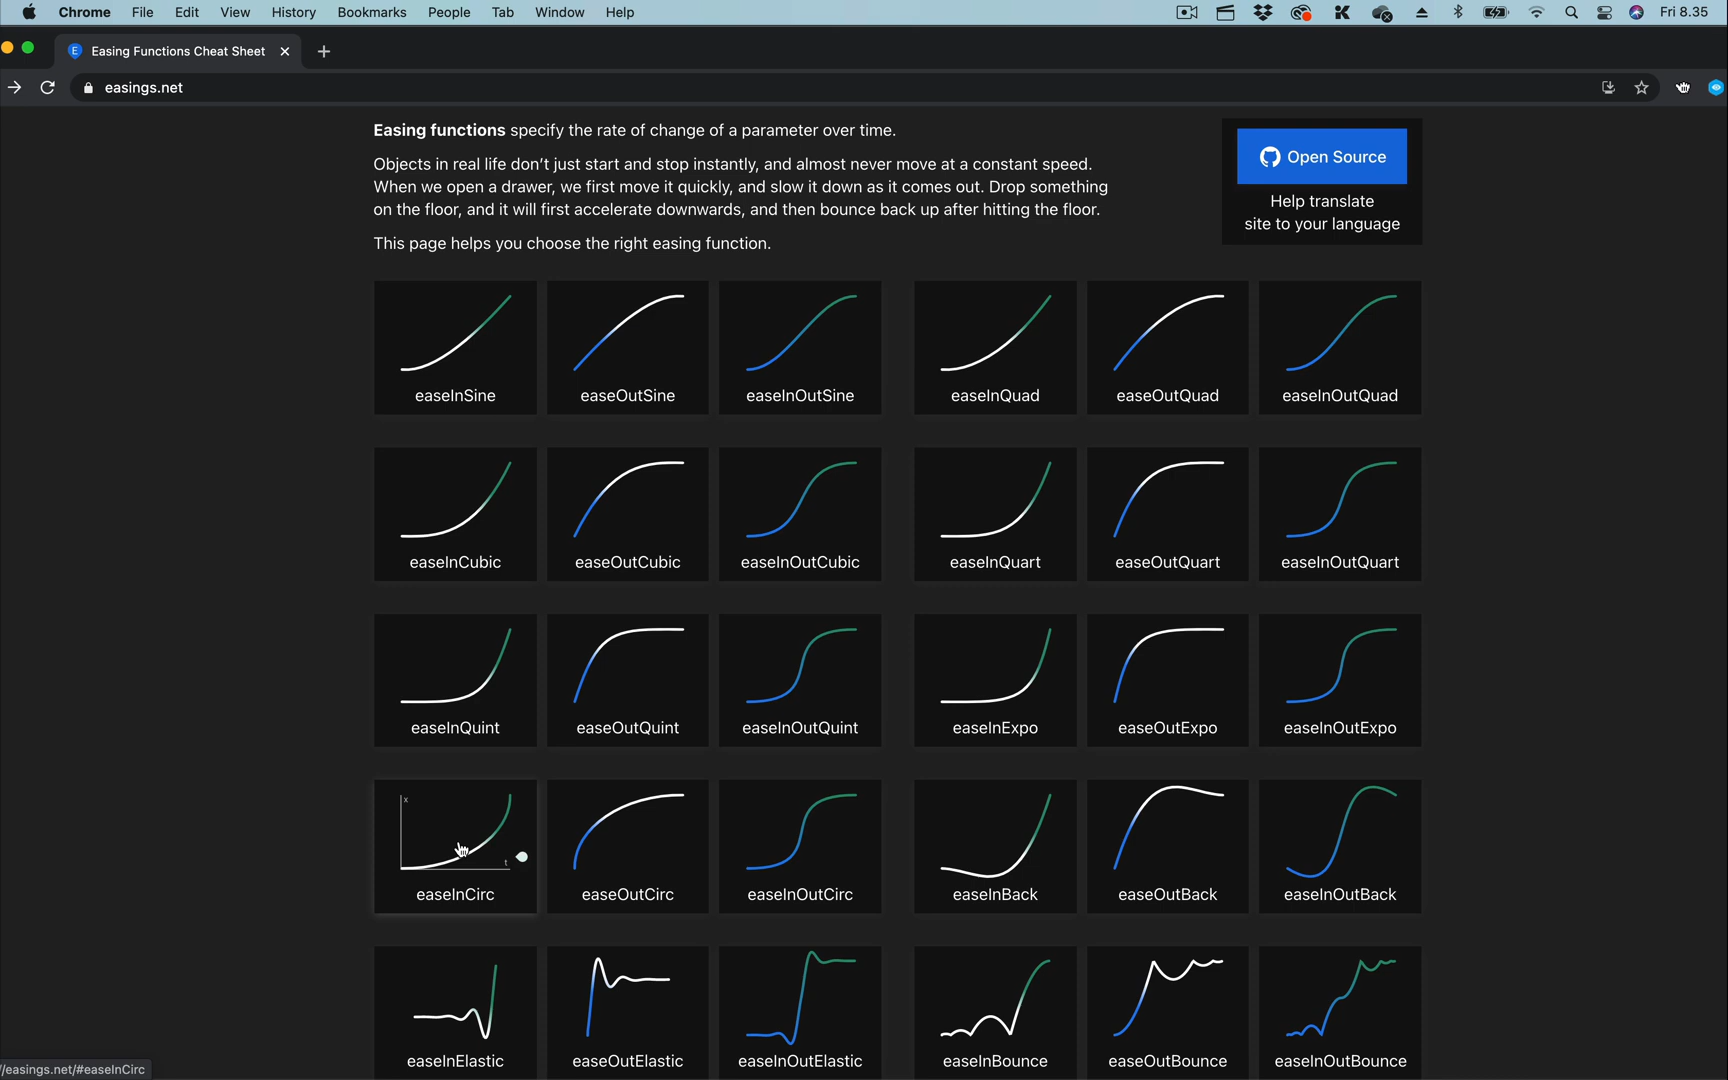 Chrome File Edit View History Bookmarks People Tab Window Help Fri 8.35
Easing Functions Cheat Sheet
easings.net
Easing functions specify the rate of change of a parameter over time.
Objects in real life don’t just start and stop instantly, and almost never move at a constant speed.
When we open a drawer, we first move it quickly, and slow it down as it comes out. Drop something
on the floor, and it will first accelerate downwards, and then bounce back up after hitting the floor.
This page helps you choose the right easing function.
Open Source
Help translate
site to your language
easeInSine easeOutSine easeInOutSine easeInQuad easeOutQuad easeInOutQuad
easeInCubic easeOutCubic easeInOutCubic easeInQuart easeOutQuart easeInOutQuart
easeInQuint easeOutQuint easeInOutQuint easeInExpo easeOutExpo easeInOutExpo
x
t
easeInCirc easeOutCirc easeInOutCirc easeInBack easeOutBack easeInOutBack
easeInElastic easeOutElastic easeInOutElastic easeInBounce easeOutBounce easeInOutBounce
/easings.net/#easeInCirc